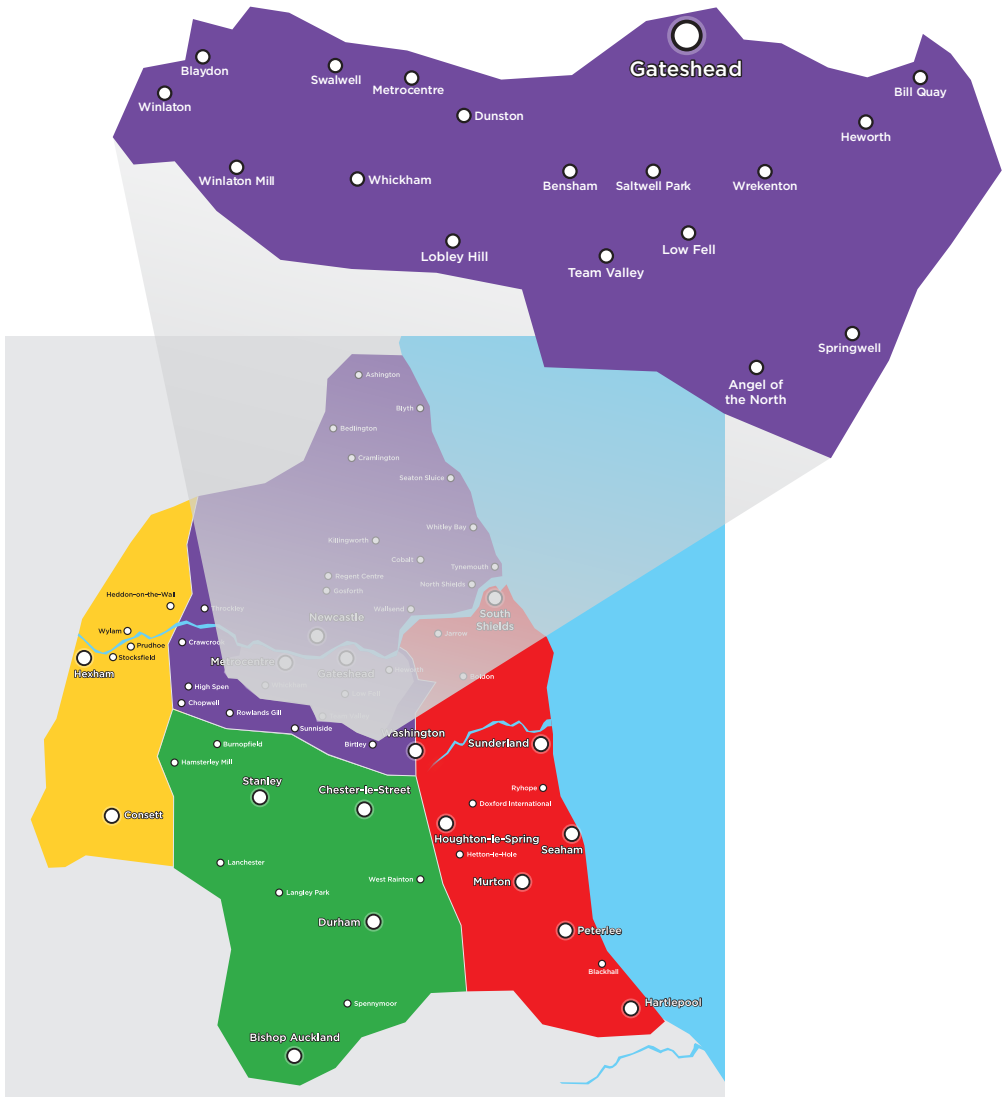 Gateshead
Blaydon
Swalwell
Metrocentre
Bill Quay
Winlaton
Dunston
Heworth
Winlaton Mill
Whickham
Bensham
Saltwell Park
Wrekenton
Lobley Hill
Low Fell
Team Valley
Springwell
Angel of
the North
Ashington
Blyth
Bedlington
Cramlington
Seaton Sluice
Whitley Bay
Killingworth
Cobalt
Tynemouth
Regent Centre
North Shields
Gosforth
Heddon-on-the-Wall
Throckley
Wallsend
South
Shields
Newcastle
Wylam
Jarrow
Prudhoe
Crawcrook
Stocksfield
Metrocentre
Gateshead
Heworth
Hexham
Boldon
High Spen
Low Fell
Chopwell
Rowlands Gill
Sunniside
Birtley
Washington
Sunderland
Burnopfield
Hamsterley Mill
Stanley
Chester-le-Street
Ryhope
Doxford International
Consett
Houghton-le-Spring
Seaham
Hetton-le-Hole
Lanchester
West Rainton
Murton
Langley Park
Durham
Peterlee
Blackhall
Spennymoor
Hartlepool
Bishop Auckland